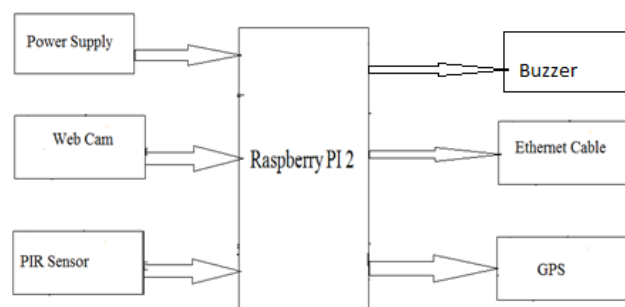 Power Supply
Buzzer
Web Cam
Raspberry PI 2
Ethernet Cable
PIR Sensor
GPS